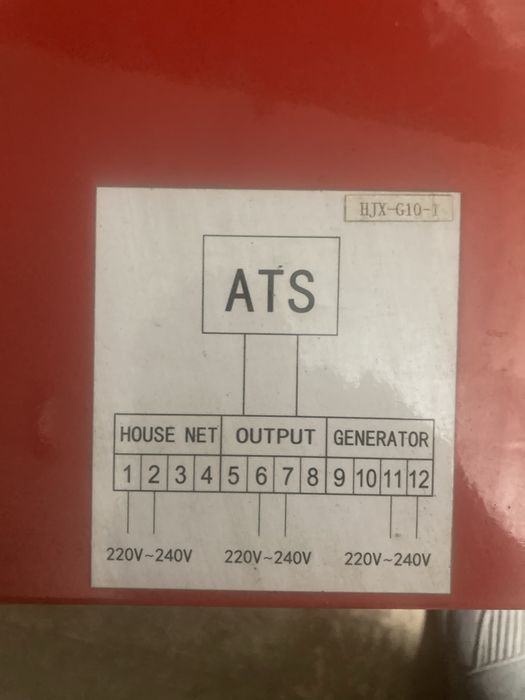 HJX-G10-1
ATS
HOUSE NET OUTPUT GENERATOR
1 2 3 4 5 6 7 8 9 10 11 12
220V~240V 220V~240V 220V~240V